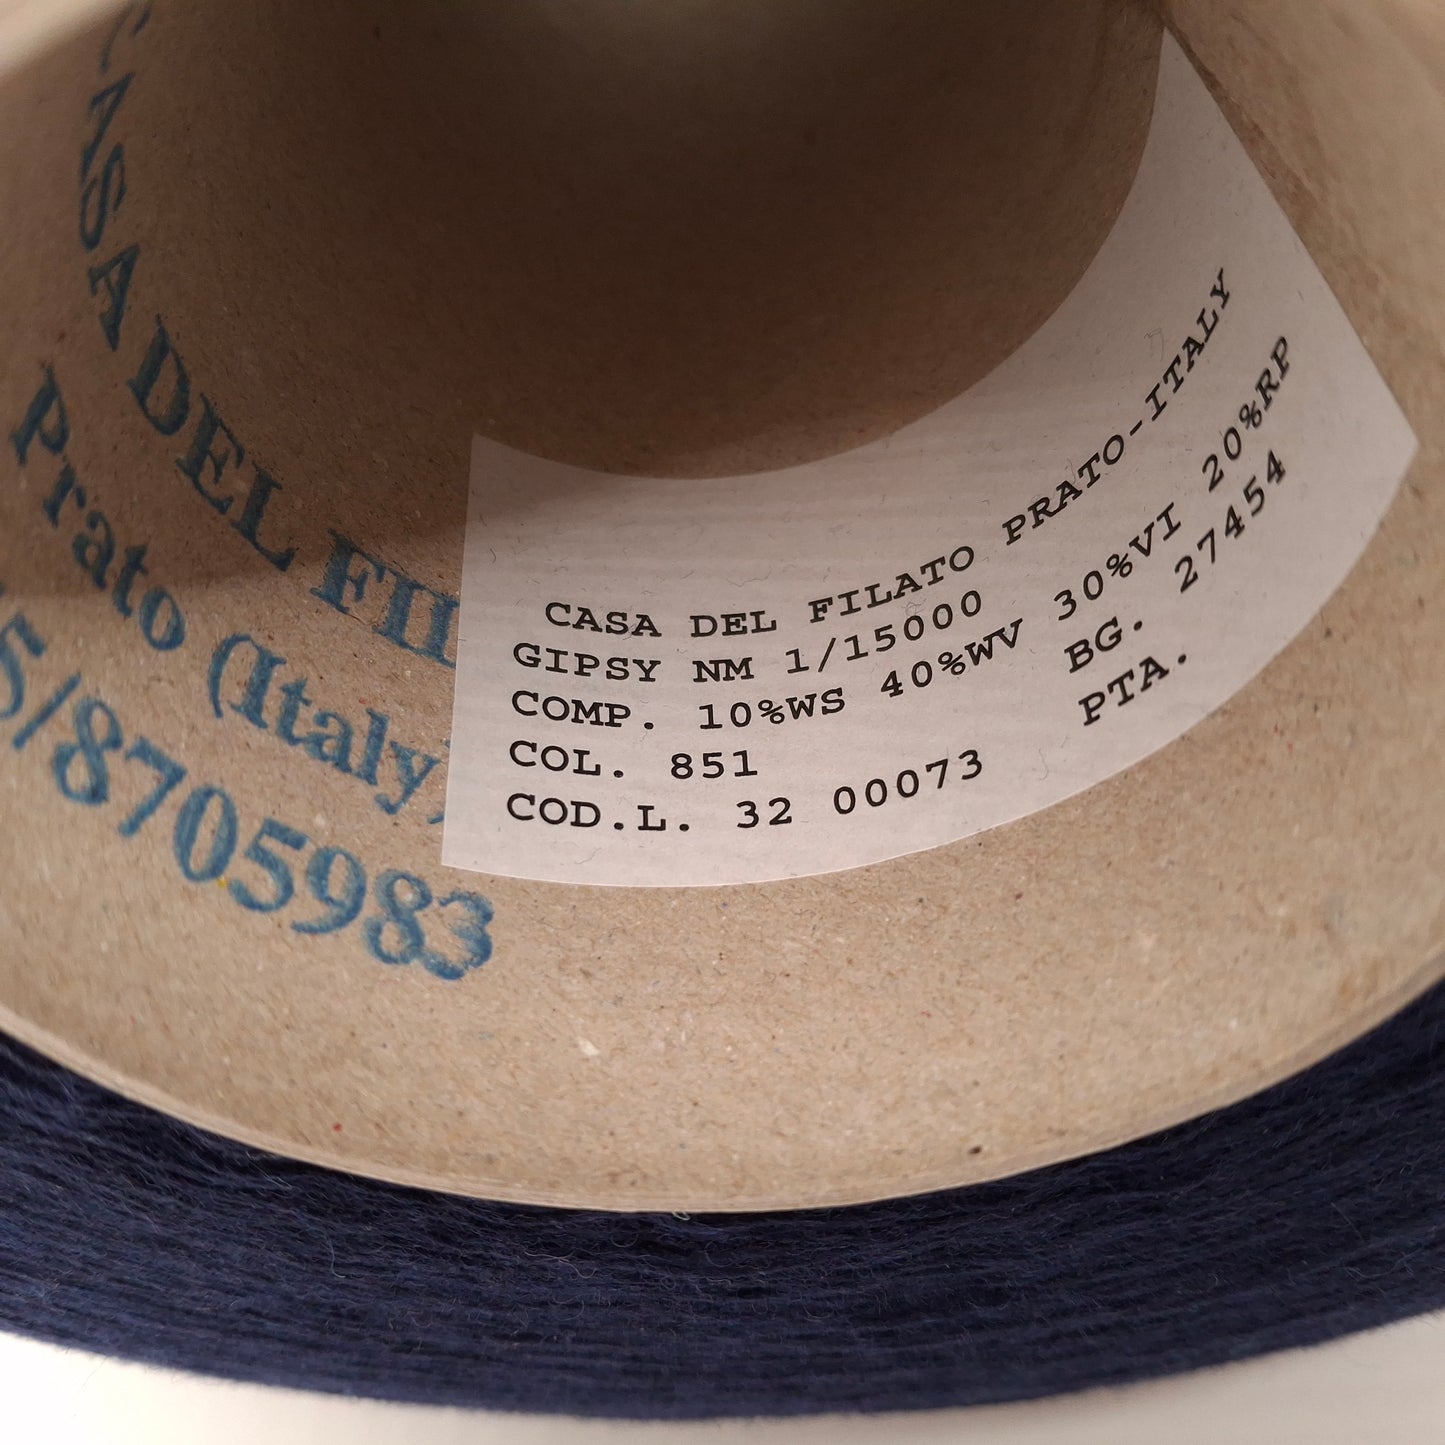 CASA DEL FIL
Prato (Italy)
5/8705983
CASA DEL FILATO PRATO-ITALY
GIPSY NM 1/15000
COMP. 10%WS 40%WV 30%VI 20%RP
COL. 851 BG. 27454
COD.L. 32 00073 PTA.